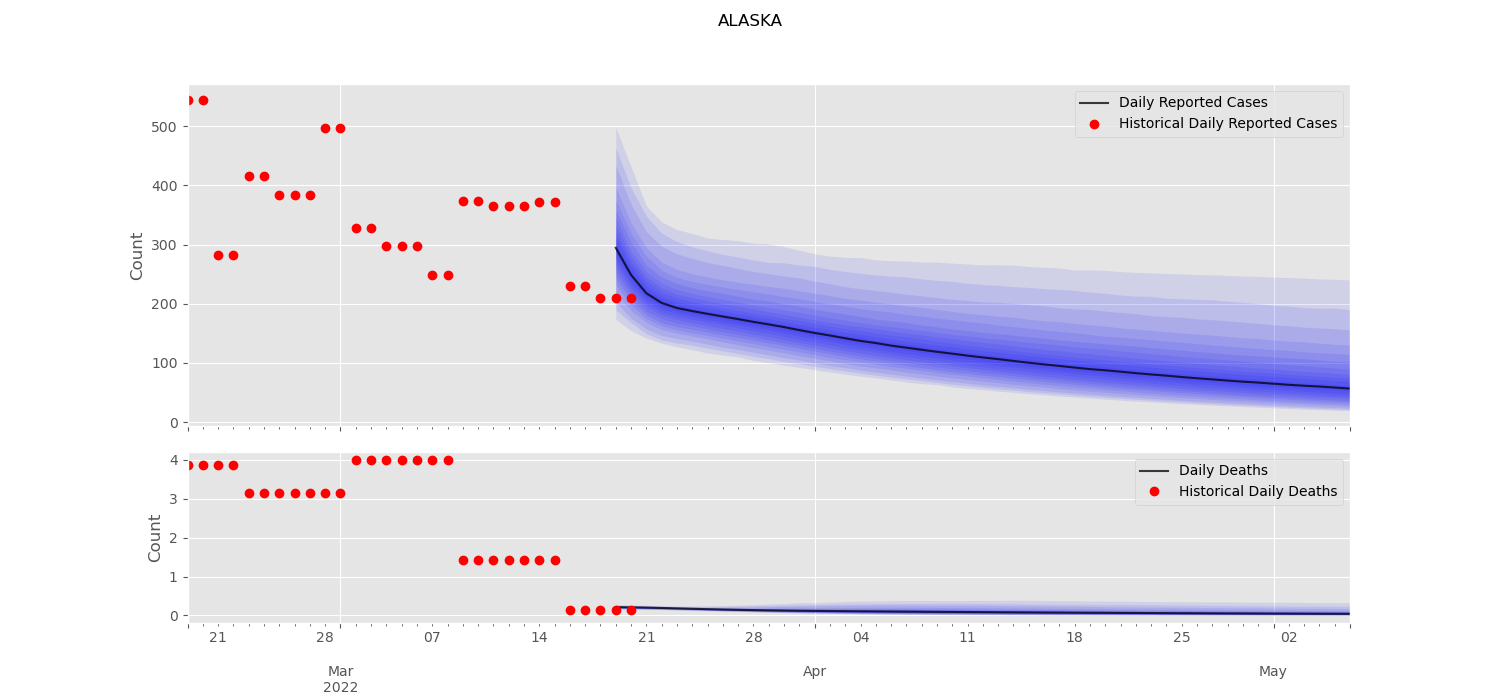 ALASKA
Daily Reported Cases
Historical Daily Reported Cases
500
400
300
200
100
0
Count
Daily Deaths
Historical Daily Deaths
4
3
2
1
0
Count
21 28 07 14 21 28 04 11 18 25 02
Mar Apr May
2022